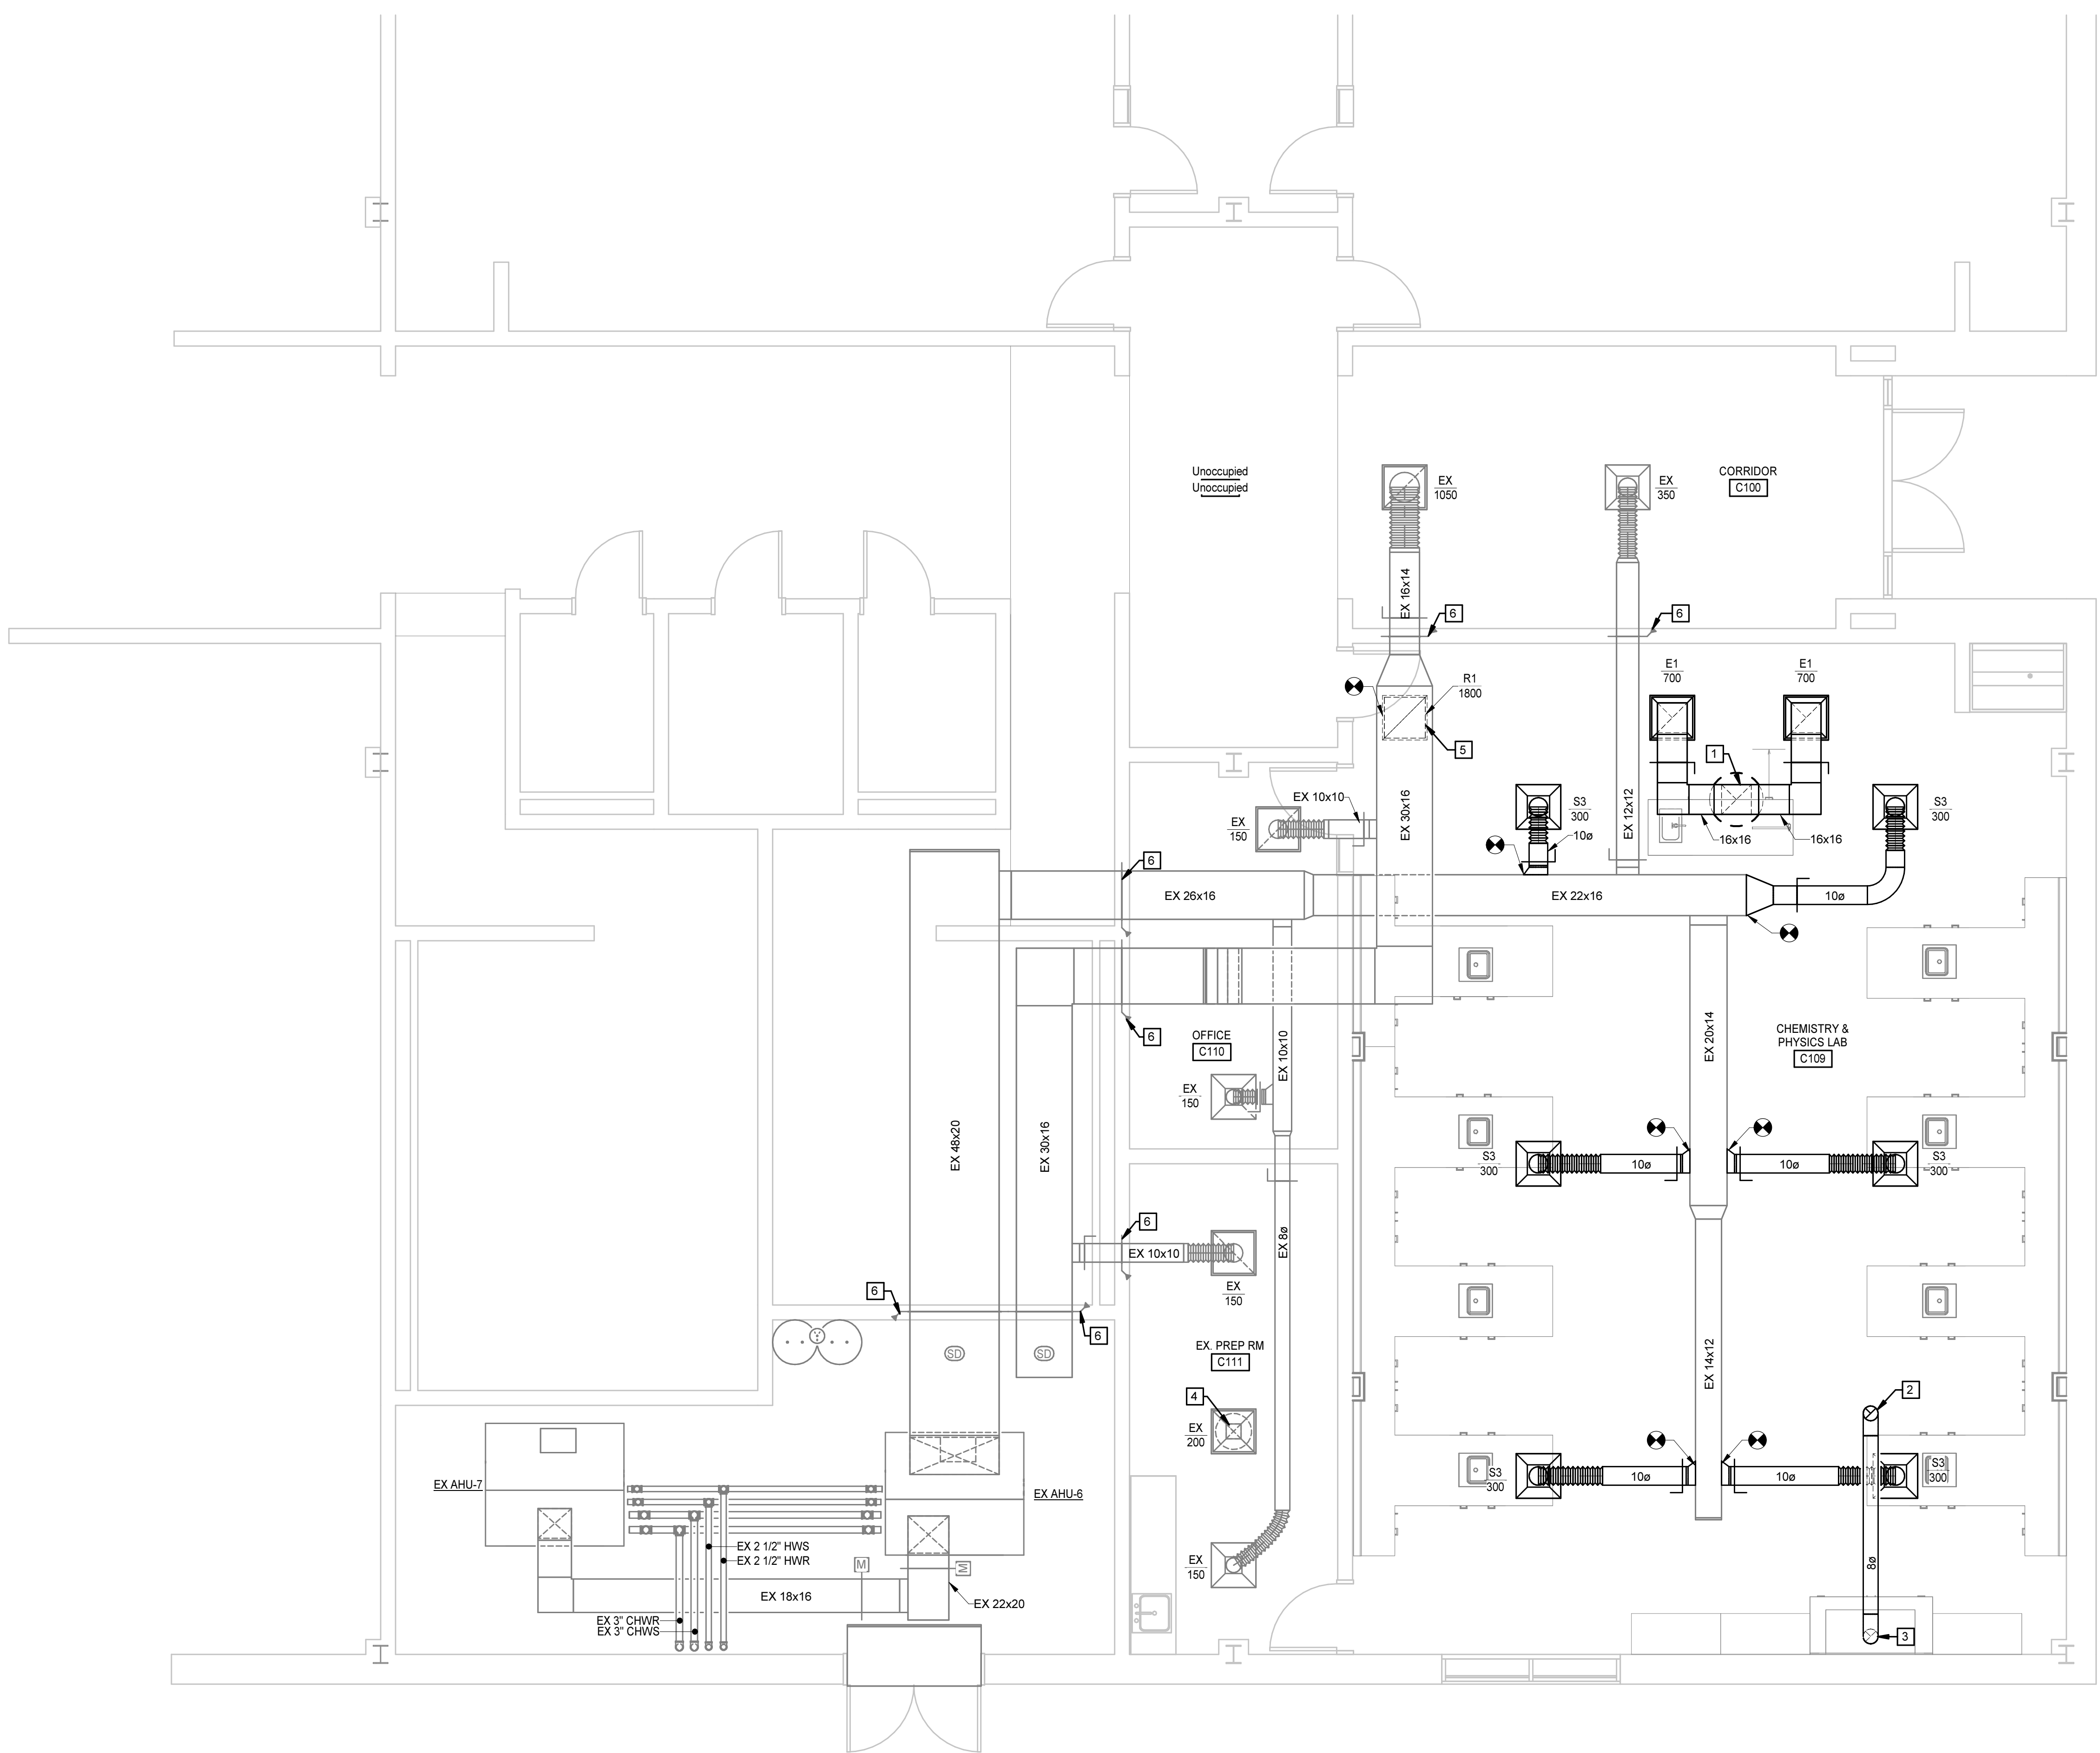 Unoccupied
Unoccupied
EX
1050
EX
350
CORRIDOR
C100
EX 16x14
6
6
E1
700
E1
700
R1
1800
5
1
EX 10x10
EX
150
EX 30x16
S3
300
10ø
EX 12x12
16x16
16x16
S3
300
6
EX 26x16
EX 22x16
10ø
6
OFFICE
C110
EX 10x10
EX 20x14
CHEMISTRY &
PHYSICS LAB
C109
EX
150
EX 48x20
EX 30x16
S3
300
10ø
10ø
S3
300
6
EX 10x10
EX 8ø
EX
150
6
6
SD
SD
EX. PREP RM
C111
EX 14x12
4
EX
200
2
EX AHU-7
EX AHU-6
S3
300
10ø
10ø
S3
300
EX 2 1/2" HWS
EX 2 1/2" HWR
M
M
EX
150
8ø
EX 18x16
EX 22x20
EX 3" CHWR
EX 3" CHWS
3